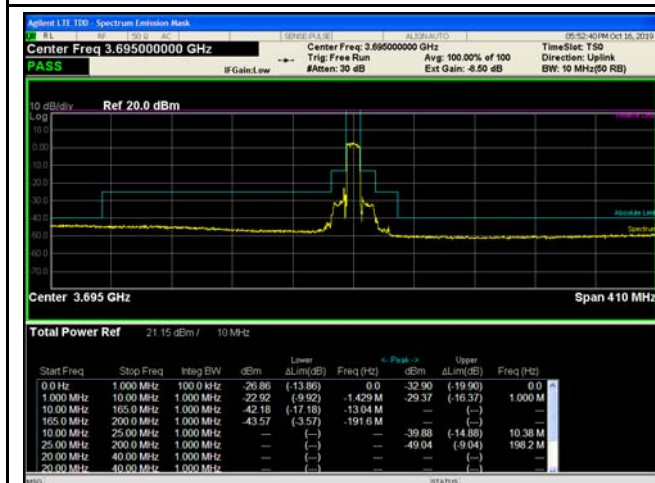 Agilent LTE TDD - Spectrum Emission Mask
RL RF 50 Ω AC SENSE:PULSE ALIGN AUTO 05:52:40 PM Oct 16, 2019
Center Freq 3.695000000 GHz Center Freq: 3.695000000 GHz TimeSlot: TS0
Trig: Free Run Avg: 100.00% of 100 Direction: Uplink
PASS IFGain:Low #Atten: 30 dB Ext Gain: -8.50 dB BW: 10 MHz(50 RB)
10 dB/div Ref 20.0 dBm
Log
10.0
0.00
10.0
20.0
30.0
40.0
50.0
60.0
70.0
Absolute Limit
Spectrum
Center 3.695 GHz Span 410 MHz
Total Power Ref 21.15 dBm / 10 MHz
Lower <- Peak -> Upper
Start Freq Stop Freq Integ BW dBm ΔLim(dB) Freq (Hz) dBm ΔLim(dB) Freq (Hz)
0.0 Hz 1.000 MHz 100.0 kHz -26.86 (-13.86) 0.0 -32.90 (-19.90) 0.0
1.000 MHz 10.00 MHz 1.000 MHz -22.92 (-9.92) -1.429 M -29.37 (-16.37) 1.000 M
10.00 MHz 165.0 MHz 1.000 MHz -42.18 (-17.18) -13.04 M --- (---) ---
165.0 MHz 200.0 MHz 1.000 MHz -43.57 (-3.57) -191.6 M --- (---) ---
10.00 MHz 25.00 MHz 1.000 MHz --- (---) --- -39.88 (-14.88) 10.38 M
25.00 MHz 200.0 MHz 1.000 MHz --- (---) --- -49.04 (-9.04) 198.2 M
20.00 MHz 40.00 MHz 1.000 MHz --- (---) --- --- (---) ---
20.00 MHz 40.00 MHz 1.000 MHz --- (---) --- --- (---) ---
MSG STATUS